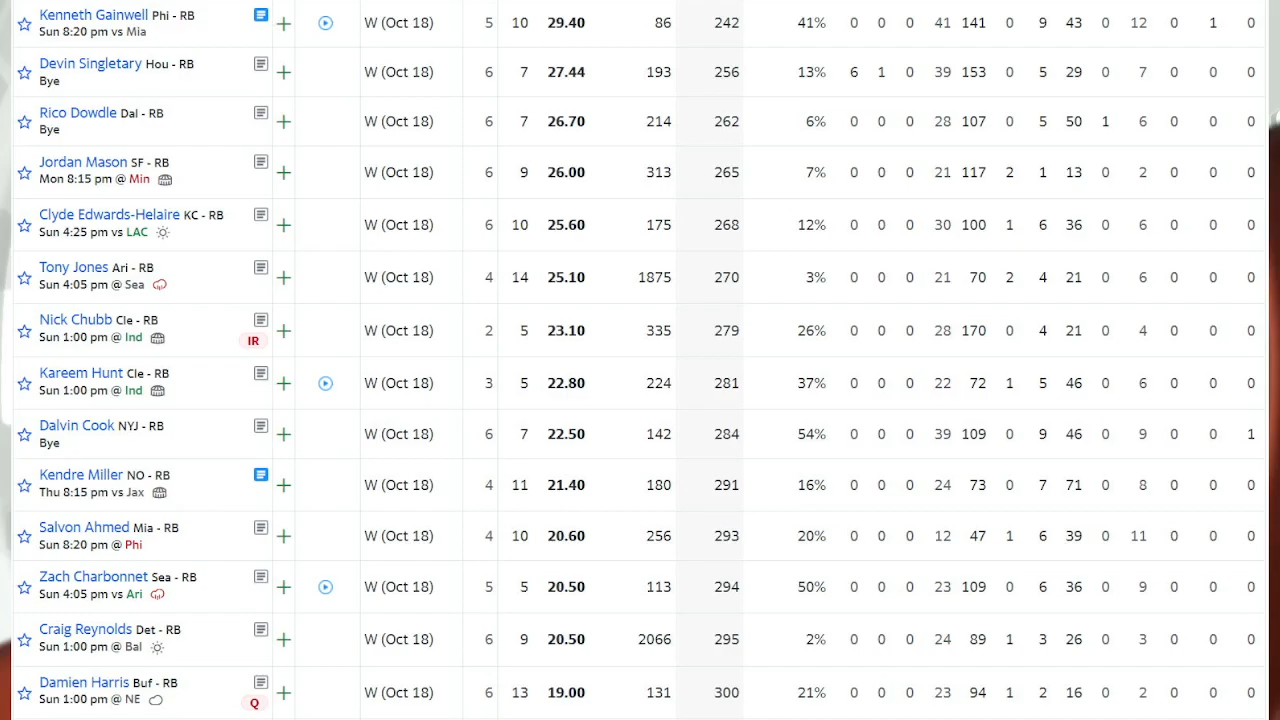 Kenneth Gainwell Phi - RB
Sun 8:20 pm vs Mia
W (Oct 18) 5 10 29.40 86 242 41% 41 141 0 9 43 0 12 0 1 0
Devin Singletary Hou - RB
Bye
W (Oct 18) 6 7 27.44 193 256 13% 6 1 0 39 153 0 5 29 0 7 0 0 0
Rico Dowdle Dal - RB
Bye
W (Oct 18) 6 7 26.70 214 262 6% 0 0 0 28 107 0 5 50 1 6 0 0 0
Jordan Mason SF - RB
Mon 8:15 pm @ Min
W (Oct 18) 6 9 26.00 313 265 7% 0 0 0 21 117 2 1 13 0 2 0 0 0
Clyde Edwards-Helaire KC - RB
Sun 4:25 pm vs LAC
W (Oct 18) 6 10 25.60 175 268 12% 0 0 0 30 100 1 6 36 0 6 0 0 0
Tony Jones Ari - RB
Sun 4:05 pm @ Sea
W (Oct 18) 4 14 25.10 1875 270 3% 0 0 0 21 70 2 4 21 0 6 0 0 0
Nick Chubb Cle - RB
Sun 1:00 pm @ Ind
IR
W (Oct 18) 2 5 23.10 335 279 26% 0 0 0 28 170 0 4 21 0 4 0 0 0
Kareem Hunt Cle - RB
Sun 1:00 pm @ Ind
W (Oct 18) 3 5 22.80 224 281 37% 0 0 0 22 72 1 5 46 0 6 0 0 0
Dalvin Cook NYJ - RB
Bye
W (Oct 18) 6 7 22.50 142 284 54% 0 0 0 39 109 0 9 46 0 9 0 0 1
Kendre Miller NO - RB
Thu 8:15 pm vs Jax
W (Oct 18) 4 11 21.40 180 291 16% 0 0 0 24 73 0 7 71 0 8 0 0 0
Salvon Ahmed Mia - RB
Sun 8:20 pm @ Phi
W (Oct 18) 4 10 20.60 256 293 20% 0 0 0 12 47 1 6 39 0 11 0 0 0
Zach Charbonnet Sea - RB
Sun 4:05 pm vs Ari
W (Oct 18) 5 5 20.50 113 294 50% 0 0 0 23 109 0 6 36 0 9 0 0 0
Craig Reynolds Det - RB
Sun 1:00 pm @ Bal
W (Oct 18) 6 9 20.50 2066 295 2% 0 0 0 24 89 1 3 26 0 3 0 0 0
Damien Harris Buf - RB
Sun 1:00 pm @ NE
Q
W (Oct 18) 6 13 19.00 131 300 21% 0 0 0 23 94 1 2 16 0 2 0 0 0